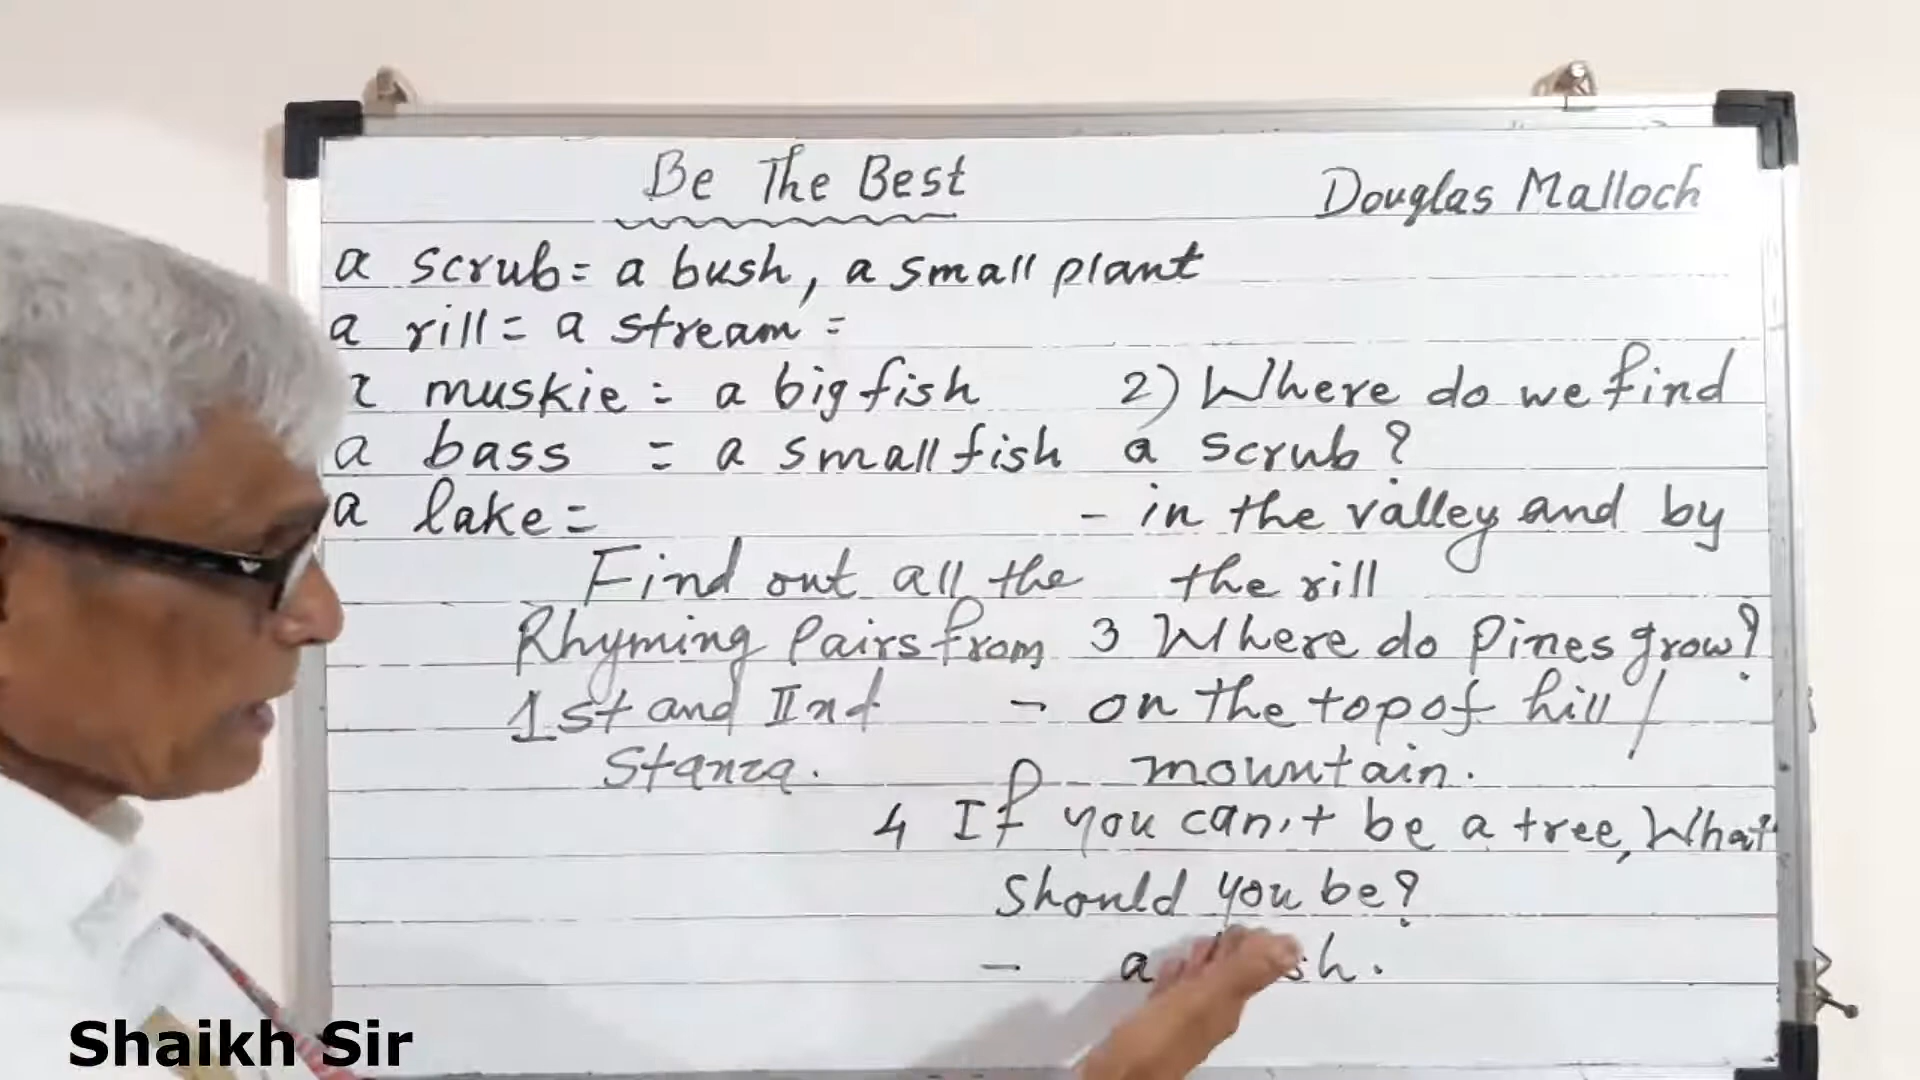 Be The Best
Douglas Malloch
a scrub = a bush, a small plant
a rill = a stream =
muskie = a big fish
a bass = a small fish
a lake =
Find out all the
Rhyming Pairs from
1st and IInd
Stanza.
2) Where do we find
a scrub?
- in the valley and by
the rill
3 Where do Pines grow?
- on the top of hill /
mountain.
4 If you can't be a tree, What
should you be?
- a
Shaikh Sir